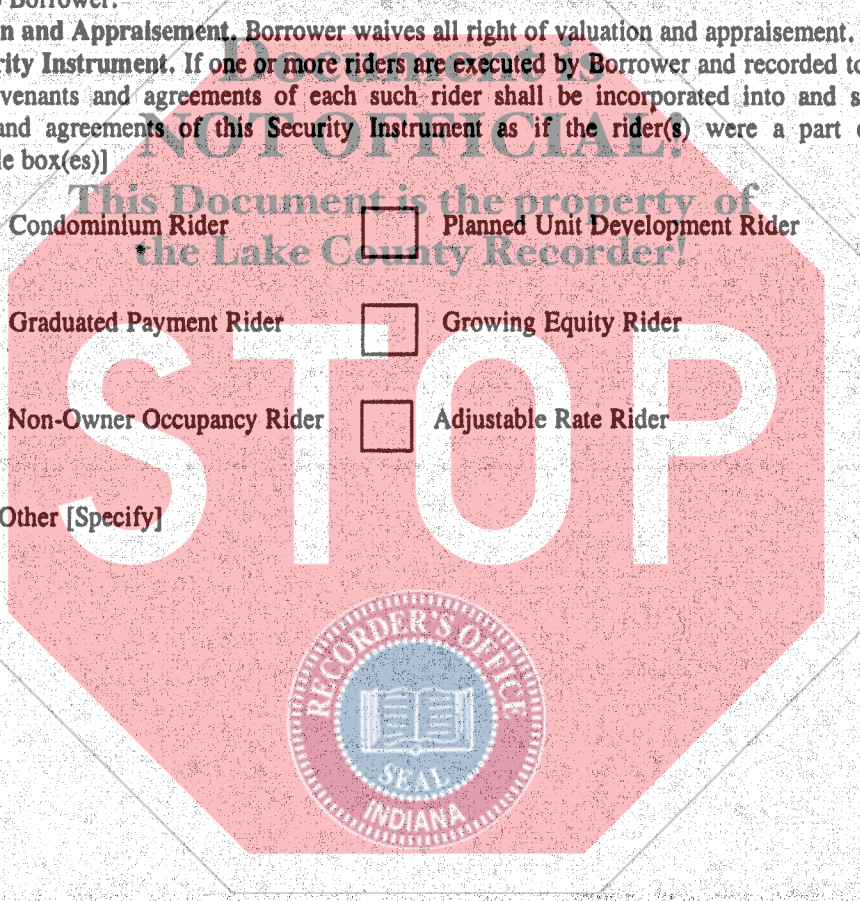 Borrower.
n and Appraisement. Borrower waives all right of valuation and appraisement.
rity Instrument. If one or more riders are executed by Borrower and recorded to
venants and agreements of each such rider shall be incorporated into and s
and agreements of this Security Instrument as if the rider(s) were a part
le box(es)]
Document is
NOT OFFICIAL!
This Document is the property of
the Lake County Recorder!
Condominium Rider
Planned Unit Development Rider
Graduated Payment Rider
Growing Equity Rider
Non-Owner Occupancy Rider
Adjustable Rate Rider
Other [Specify]
STOP
RECORDER'S OFFICE
SEAL
INDIANA